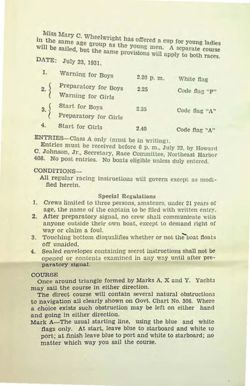 Miss Mary C. Wheelwright has offered a cup for young ladies
in the same age group as the young men. A separate course
will be sailed, but the same provisions will apply to both races.
DATE: July 23, 1931.
1. Warning for Boys 2.20 p. m. White flag
2. { Preparatory for Boys 2.25 Code flag "P"
Warning for Girls
3. { Start for Boys 2.30 Code flag "A"
Preparatory for Girls
4. Start for Girls 2.40 Code flag "A"
ENTRIES—Class A only (must be in writing).
Entries must be received before 6 p. m., July 22, by Howard
C. Johnson, Jr., Secretary, Race Committee, Northeast Harbor
408. No post entries. No boats eligible unless duly entered.
CONDITIONS—
All regular racing instructions will govern except as modi-
fied herein.
Special Regulations
1. Crews limited to three persons, amateurs, under 21 years of
age, the name of the captain to be filed with written entry.
2. After preparatory signal, no crew shall communicate with
anyone outside their own boat, except to demand right of
way or claim a foul.
3. Touching bottom disqualifies whether or not the boat floats
off unaided.
4. Sealed envelopes containing secret instructions shall not be
opened or contents examined in any way until after pre-
paratory signal.
COURSE
Once around triangle formed by Marks A, X and Y. Yachts
may sail the course in either direction.
The direct course will contain several natural obstructions
to navigation all clearly shown on Govt. Chart No. 306. Where
a choice exists such obstruction may be left on either hand
and going in either direction.
Mark A—The usual starting line, using the blue and white
flags only. At start, leave blue to starboard and white to
port; at finish leave blue to port and white to starboard; no
matter which way you sail the course.